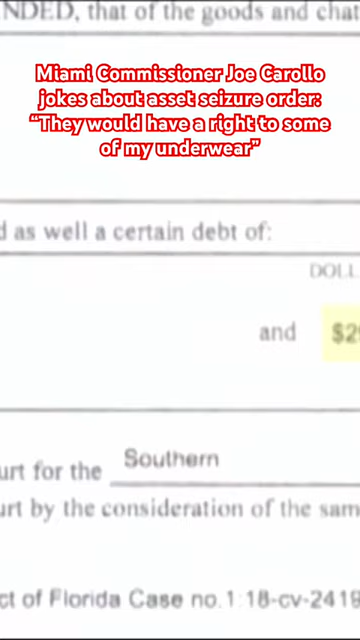 NDED, that of the goods and chat
Miami Commissioner Joe Carollo
jokes about asset seizure order:
“They would have a right to some
of my underwear”
d as well a certain debt of:
DOLL
and $2
urt for the Southern
urt by the consideration of the sam
ct of Florida Case no.1:18-cv-2419